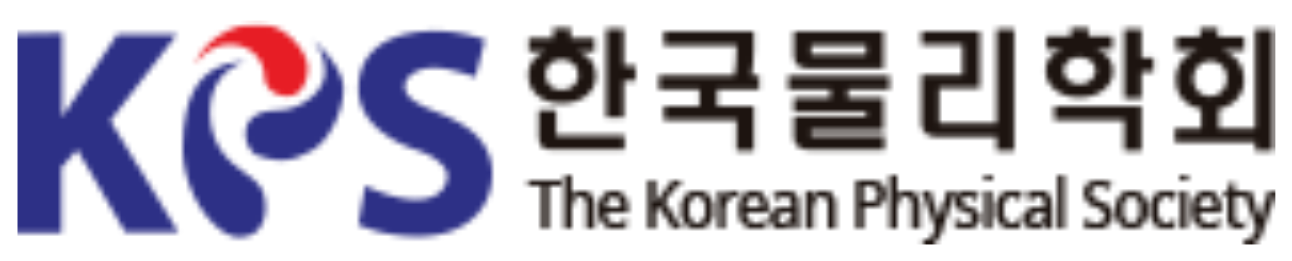 KPS
한국물리학회
The Korean Physical Society